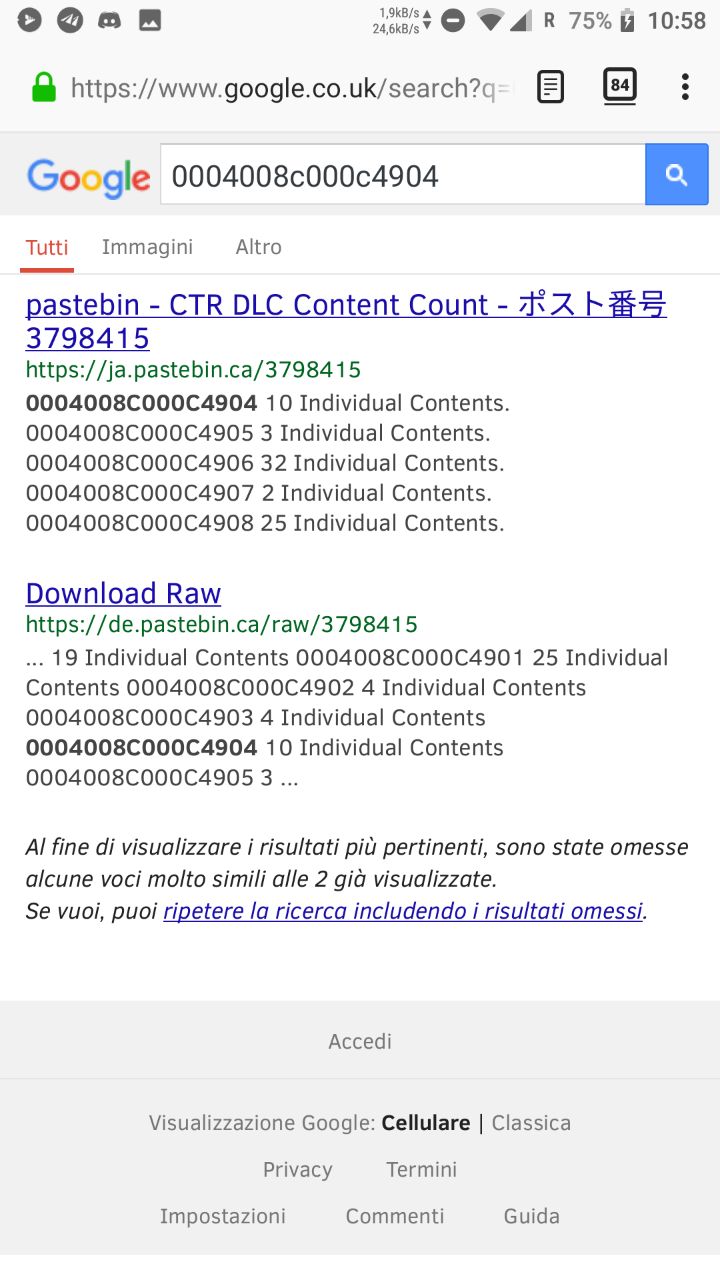 1,9kB/s
24,6kB/s
R 75% 10:58
https://www.google.co.uk/search?q=
84
Google
0004008c000c4904
Tutti Immagini Altro
pastebin - CTR DLC Content Count - ポスト番号
3798415
https://ja.pastebin.ca/3798415
0004008C000C4904 10 Individual Contents.
0004008C000C4905 3 Individual Contents.
0004008C000C4906 32 Individual Contents.
0004008C000C4907 2 Individual Contents.
0004008C000C4908 25 Individual Contents.
Download Raw
https://de.pastebin.ca/raw/3798415
... 19 Individual Contents 0004008C000C4901 25 Individual
Contents 0004008C000C4902 4 Individual Contents
0004008C000C4903 4 Individual Contents
0004008C000C4904 10 Individual Contents
0004008C000C4905 3 ...
Al fine di visualizzare i risultati più pertinenti, sono state omesse
alcune voci molto simili alle 2 già visualizzate.
Se vuoi, puoi ripetere la ricerca includendo i risultati omessi.
Accedi
Visualizzazione Google: Cellulare | Classica
Privacy Termini
Impostazioni Commenti Guida